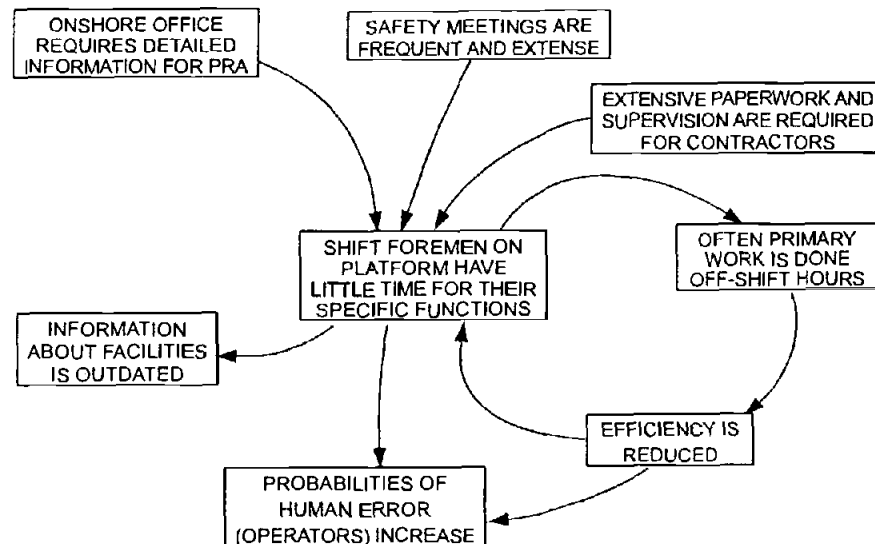 ONSHORE OFFICE
REQUIRES DETAILED
INFORMATION FOR PRA
SAFETY MEETINGS ARE
FREQUENT AND EXTENSE
EXTENSIVE PAPERWORK AND
SUPERVISION ARE REQUIRED
FOR CONTRACTORS
SHIFT FOREMEN ON
PLATFORM HAVE
LITTLE TIME FOR THEIR
SPECIFIC FUNCTIONS
OFTEN PRIMARY
WORK IS DONE
OFF-SHIFT HOURS
INFORMATION
ABOUT FACILITIES
IS OUTDATED
EFFICIENCY IS
REDUCED
PROBABILITIES OF
HUMAN ERROR
(OPERATORS) INCREASE